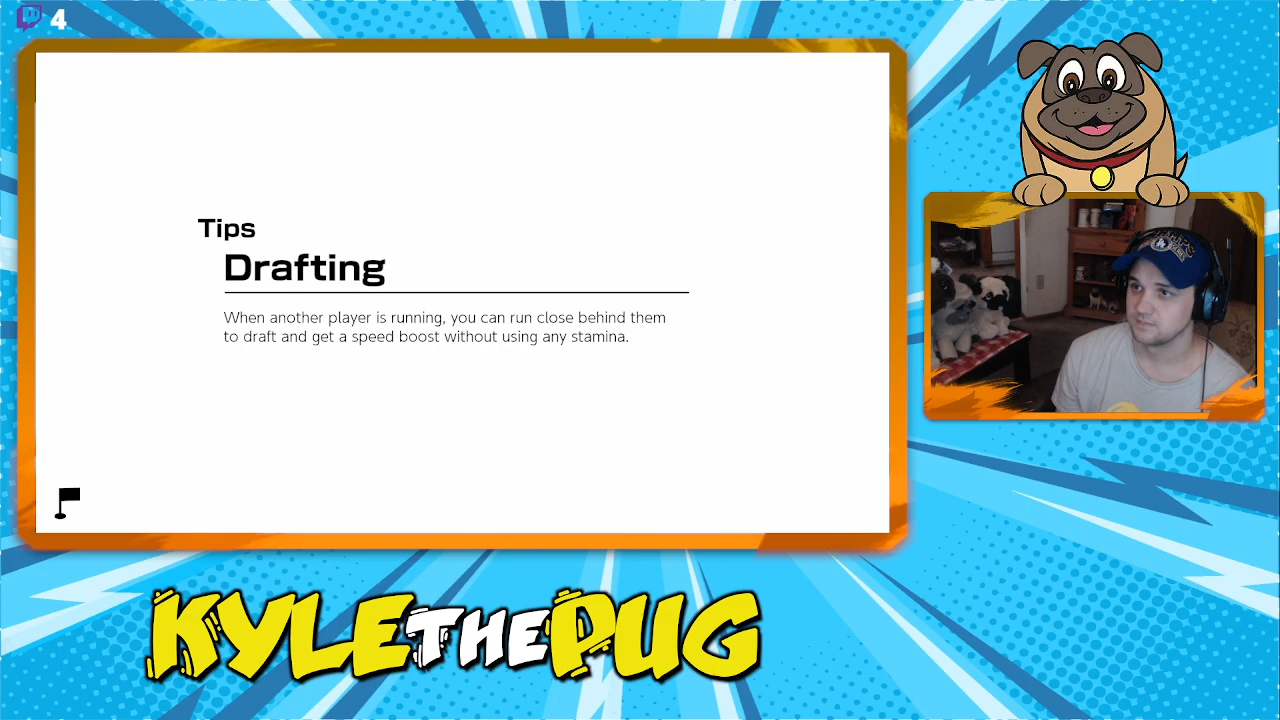 4
Tips
Drafting
When another player is running, you can run close behind them
to draft and get a speed boost without using any stamina.
KYLETHEPUG